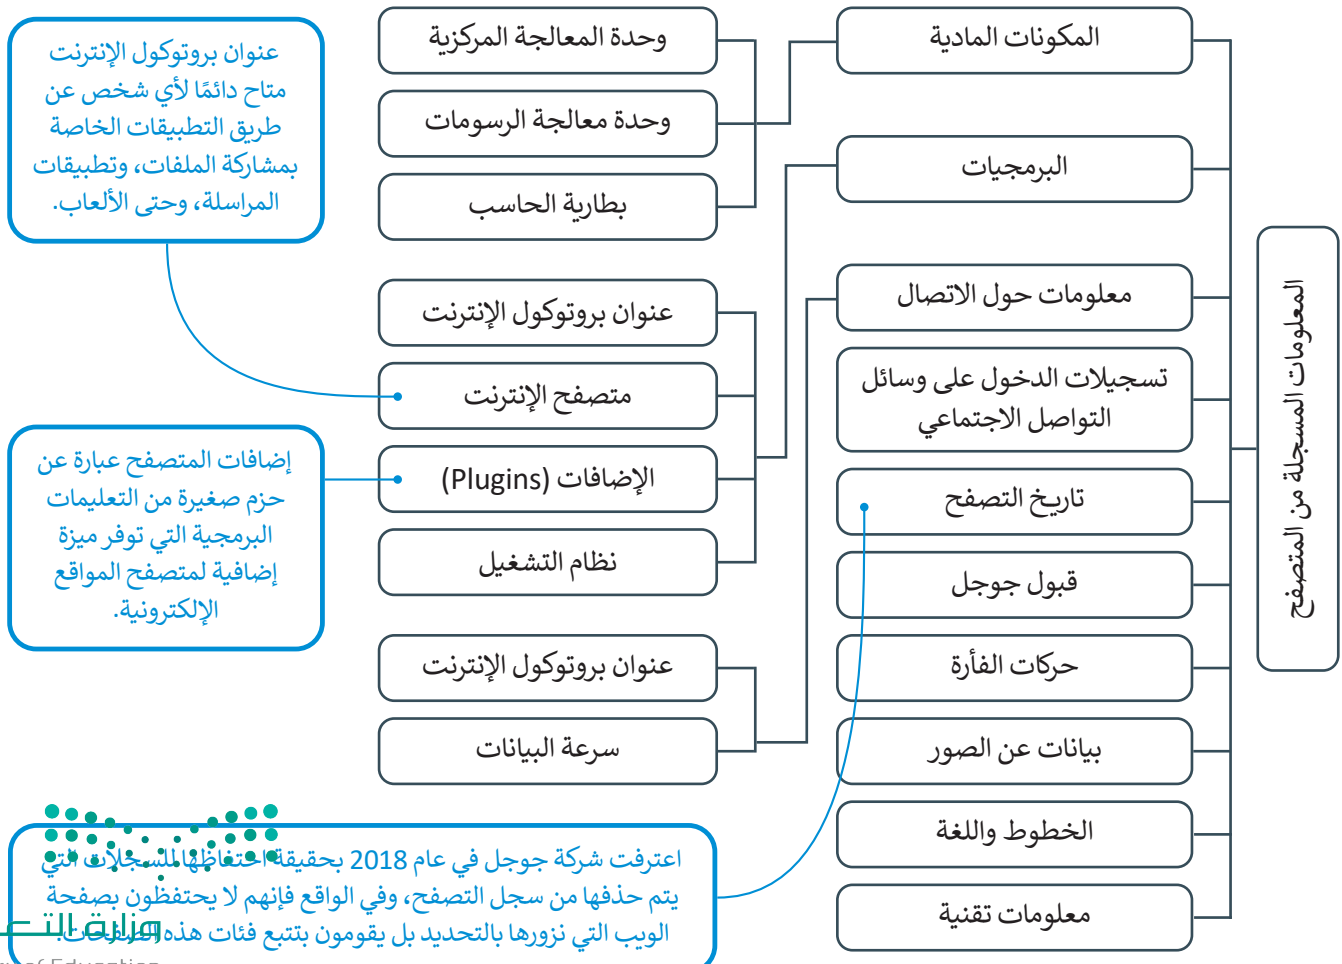 المعلومات المسجلة من المتصفح
المكونات المادية
وحدة المعالجة المركزية
وحدة معالجة الرسومات
بطارية الحاسب
البرمجيات
عنوان بروتوكول الإنترنت
متصفح الإنترنت
الإضافات (Plugins)
نظام التشغيل
معلومات حول الاتصال
عنوان بروتوكول الإنترنت
سرعة البيانات
تسجيلات الدخول على وسائل
التواصل الاجتماعي
تاريخ التصفح
قبول جوجل
حركات الفأرة
بيانات عن الصور
الخطوط واللغة
معلومات تقنية
عنوان بروتوكول الإنترنت
متاح دائمًا لأي شخص عن
طريق التطبيقات الخاصة
بمشاركة الملفات، وتطبيقات
المراسلة، وحتى الألعاب.
إضافات المتصفح عبارة عن
حزم صغيرة من التعليمات
البرمجية التي توفر ميزة
إضافية لمتصفح المواقع
الإلكترونية.
اعترفت شركة جوجل في عام 2018 بحقيقة احتفاظها للسجلات التي
يتم حذفها من سجل التصفح، وفي الواقع فإنهم لا يحتفظون بصفحة
الويب التي نزورها بالتحديد بل يقومون بتتبع فئات هذه الصفحات.
وزارة
of Education